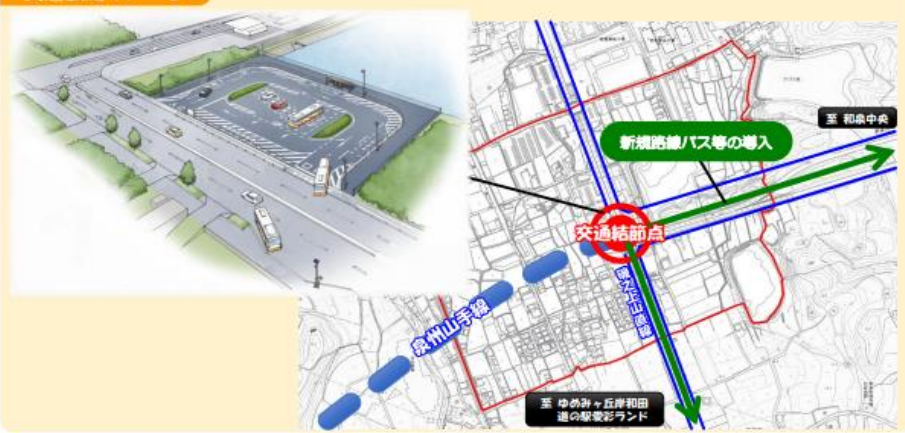 至 和泉中央
新規路線バス等の導入
交通結節点
磯之上山直線
泉州山手線
至 ゆめみヶ丘岸和田
道の駅愛彩ランド